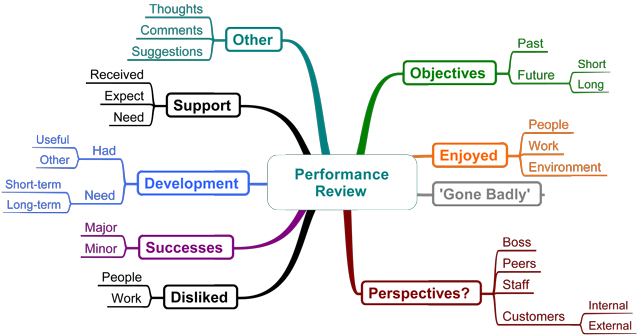 Performance
Review
Other
Thoughts
Comments
Suggestions
Support
Received
Expect
Need
Development
Had
Useful
Other
Need
Short-term
Long-term
Successes
Major
Minor
Disliked
People
Work
Objectives
Past
Future
Short
Long
Enjoyed
People
Work
Environment
'Gone Badly'
Perspectives?
Boss
Peers
Staff
Customers
Internal
External